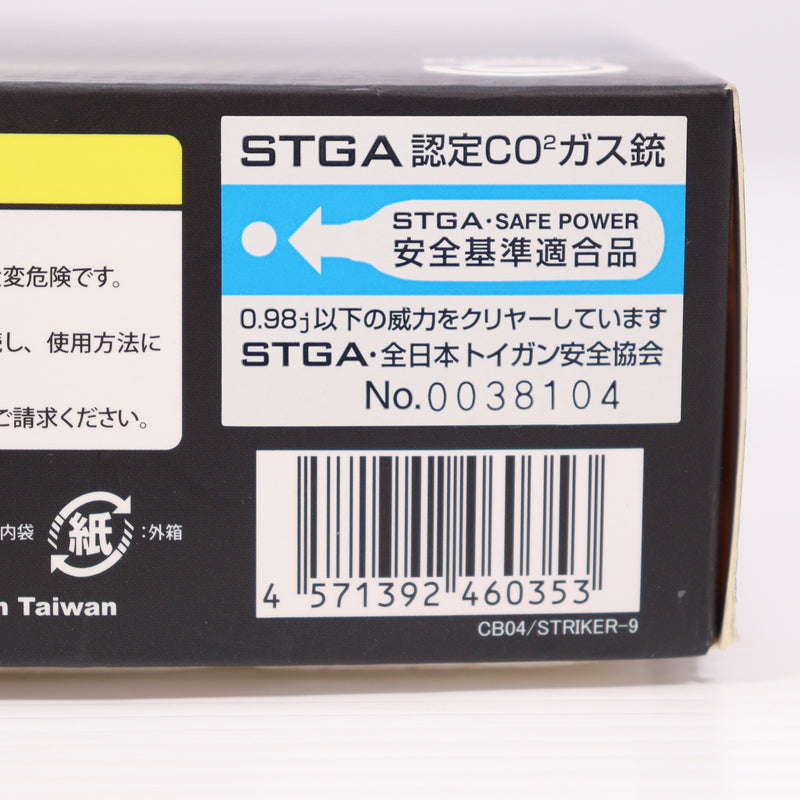 STGA 認定CO²ガス銃
STGA・SAFE POWER
安全基準適合品
0.98j以下の威力をクリヤーしています
STGA・全日本トイガン安全協会
No.0038104
変危険です。
し、使用方法に
ご請求ください。
内袋
紙
:外箱
Taiwan
4 571392 460353
CB04/STRIKER-9